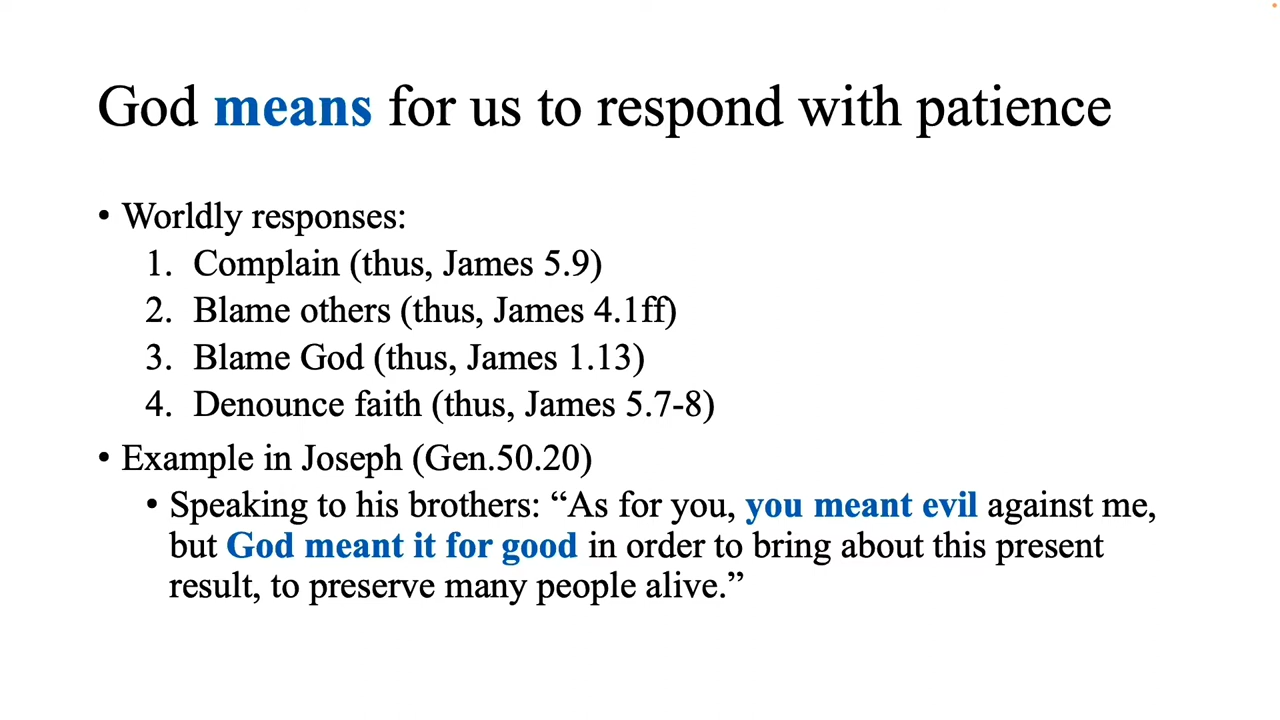 God means for us to respond with patience
• Worldly responses:
1. Complain (thus, James 5.9)
2. Blame others (thus, James 4.1ff)
3. Blame God (thus, James 1.13)
4. Denounce faith (thus, James 5.7-8)
• Example in Joseph (Gen.50.20)
• Speaking to his brothers: “As for you, you meant evil against me,
but God meant it for good in order to bring about this present
result, to preserve many people alive.”